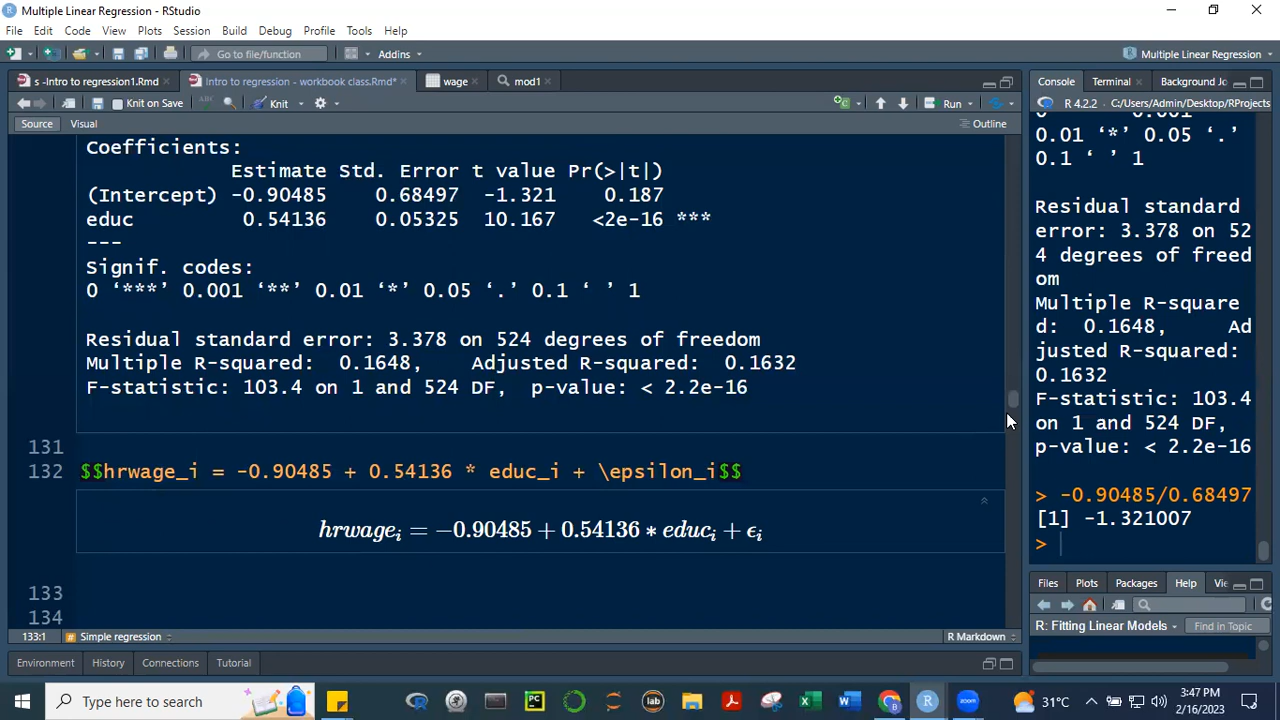 Multiple Linear Regression - RStudio
File Edit Code View Plots Session Build Debug Profile Tools Help
Go to file/function Addins Multiple Linear Regression
s -Intro to regression1.Rmd Intro to regression - workbook class.Rmd* wage mod1
Knit on Save Knit Run
Source Visual Outline
Coefficients:
Estimate Std. Error t value Pr(>|t|)
(Intercept) -0.90485 0.68497 -1.321 0.187
educ 0.54136 0.05325 10.167 <2e-16 ***
---
Signif. codes:
0 ‘***’ 0.001 ‘**’ 0.01 ‘*’ 0.05 ‘.’ 0.1 ‘ ’ 1
Residual standard error: 3.378 on 524 degrees of freedom
Multiple R-squared: 0.1648, Adjusted R-squared: 0.1632
F-statistic: 103.4 on 1 and 524 DF, p-value: < 2.2e-16
131
132 $$hrwage_i = -0.90485 + 0.54136 * educ_i + \epsilon_i$$
hrwageᵢ = −0.90485 + 0.54136 ∗ educᵢ + ϵᵢ
133
134
133:1 Simple regression R Markdown
Environment History Connections Tutorial
Console Terminal Background Jo
R 4.2.2 . C:/Users/Admin/Desktop/RProjects
0.01 ‘*’ 0.05 ‘.’
0.1 ‘ ’ 1
Residual standard
error: 3.378 on 52
4 degrees of freed
om
Multiple R-square
d: 0.1648, Ad
justed R-squared:
0.1632
F-statistic: 103.4
on 1 and 524 DF,
p-value: < 2.2e-16
> -0.90485/0.68497
[1] -1.321007
>
Files Plots Packages Help Vie
Find in Topic
R: Fitting Linear Models
Type here to search
PC
lab
zoom
31°C
3:47 PM
2/16/2023